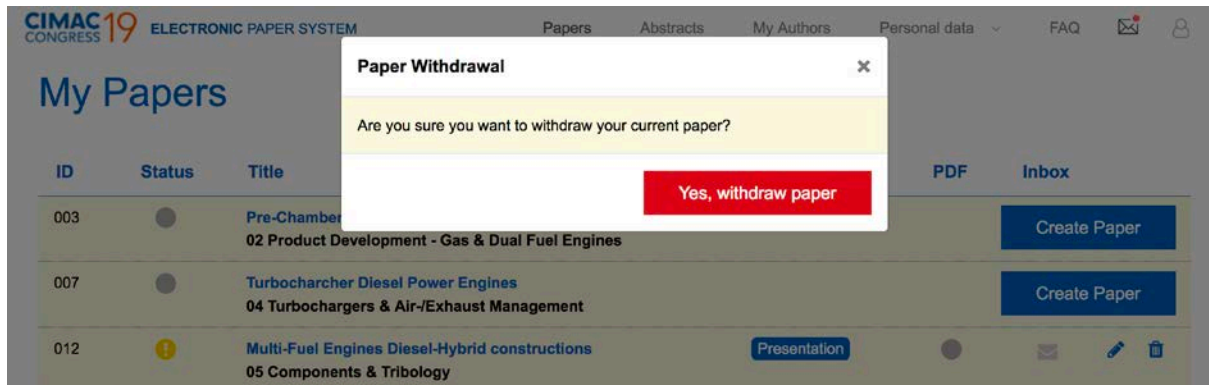 CIMAC 19 ELECTRONIC PAPER SYSTEM Papers Abstracts My Authors Personal data FAQ
CONGRESS
My Papers
Paper Withdrawal ×
Are you sure you want to withdraw your current paper?
Yes, withdraw paper
ID Status Title PDF Inbox
003 Pre-Chamber Create Paper
02 Product Development - Gas & Dual Fuel Engines
007 Turbocharcher Diesel Power Engines Create Paper
04 Turbochargers & Air-/Exhaust Management
012 Multi-Fuel Engines Diesel-Hybrid constructions Presentation
05 Components & Tribology